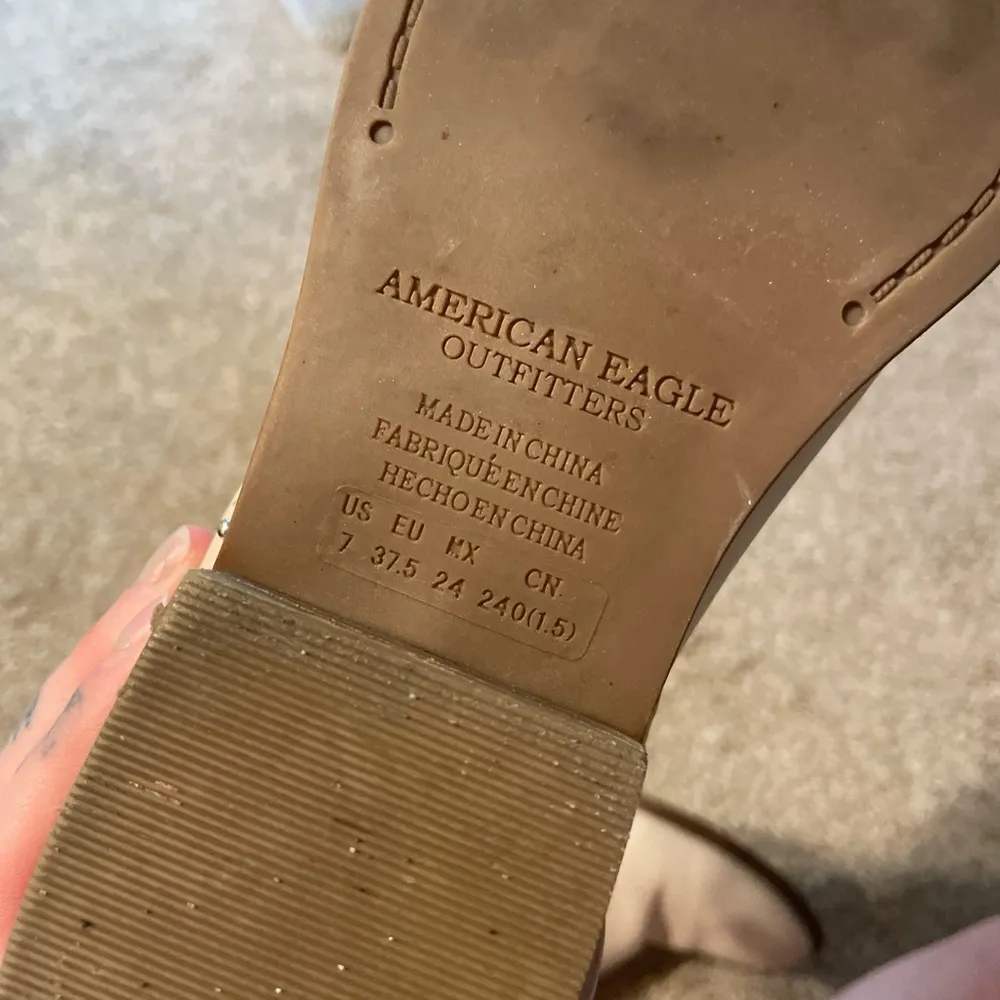 AMERICAN EAGLE
OUTFITTERS
MADE IN CHINA
FABRIQUÉ EN CHINE
HECHO EN CHINA
US EU MX CN
7 37.5 24 240(1.5)